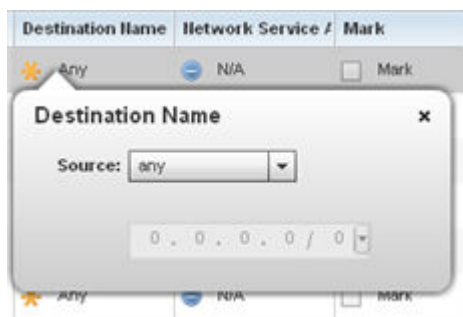 Destination Name Network Service A Mark
Any N/A Mark
Destination Name ×
Source: any
0 . 0 . 0 . 0 / 0
Any N/A Mark